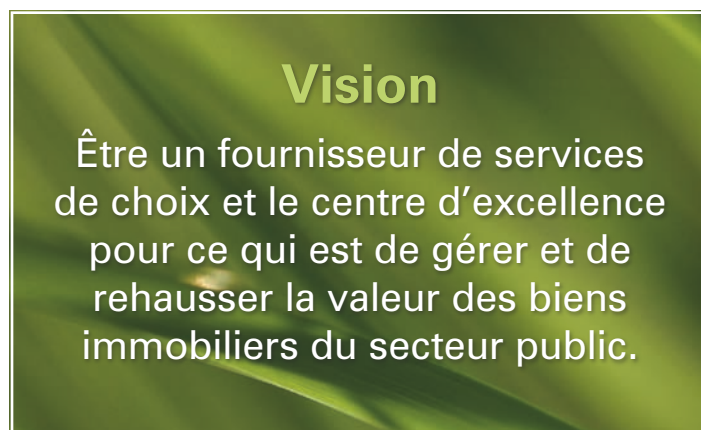 Vision
Être un fournisseur de services
de choix et le centre d’excellence
pour ce qui est de gérer et de
rehausser la valeur des biens
immobiliers du secteur public.